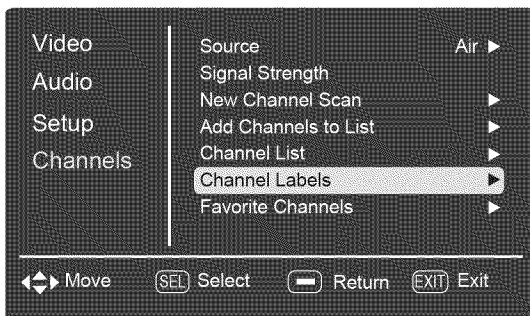 Video
Audio
Setup
Channels
Source Air
Signal Strength
New Channel Scan
Add Channels to List
Channel List
Channel Labels
Favorite Channels
Move SEL Select Return EXIT Exit